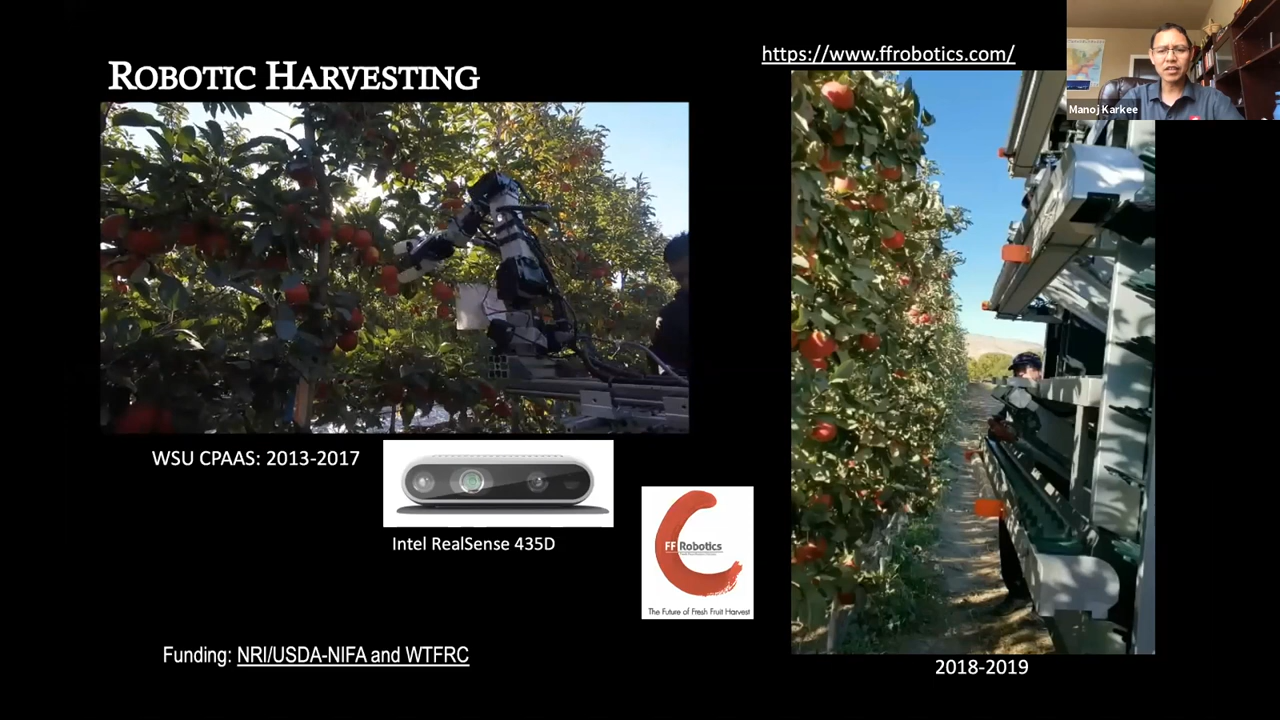 ROBOTIC HARVESTING
https://www.ffrobotics.com/
Manoj Karkee
WSU CPAAS: 2013-2017
Intel RealSense 435D
FF Robotics
The Future of Fresh Fruit Harvest
Funding: NRI/USDA-NIFA and WTFRC
2018-2019